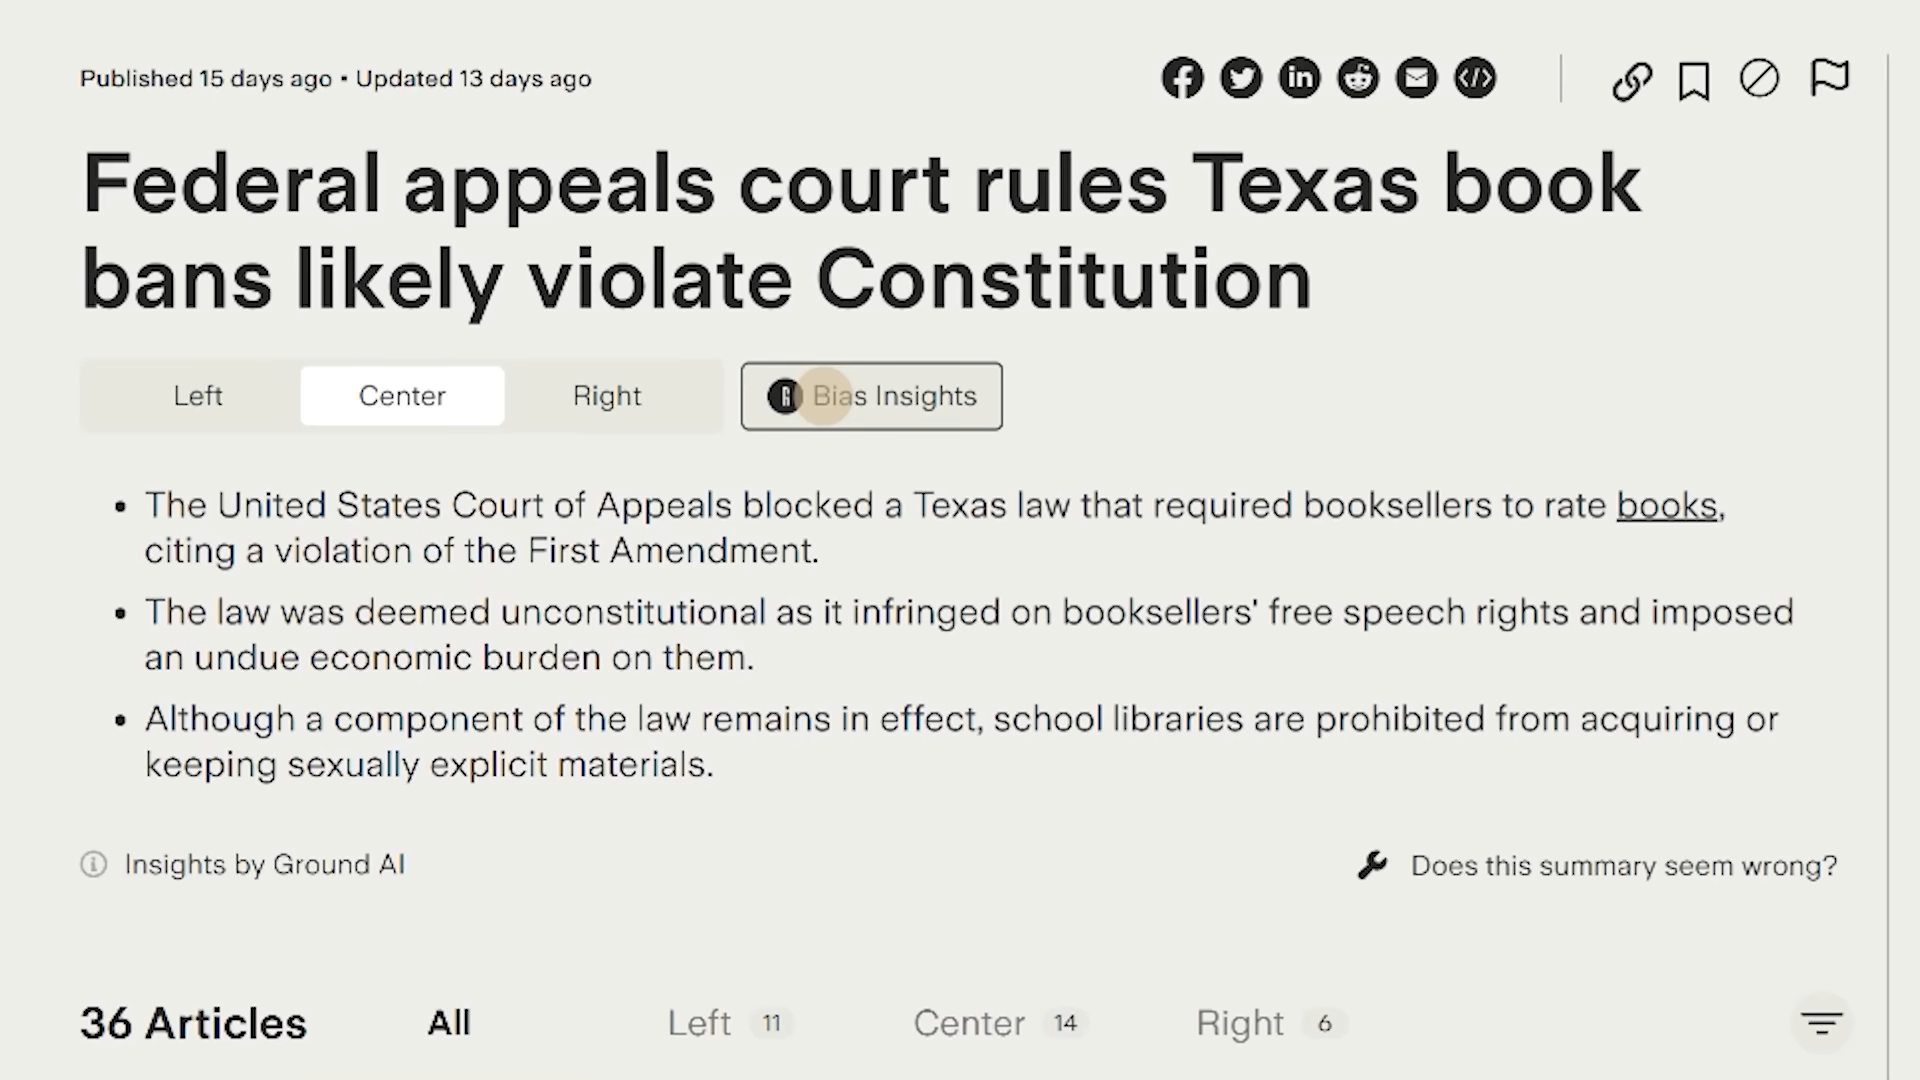 Published 15 days ago • Updated 13 days ago
Federal appeals court rules Texas book
bans likely violate Constitution
Left Center Right Bias Insights
• The United States Court of Appeals blocked a Texas law that required booksellers to rate books,
citing a violation of the First Amendment.
• The law was deemed unconstitutional as it infringed on booksellers' free speech rights and imposed
an undue economic burden on them.
• Although a component of the law remains in effect, school libraries are prohibited from acquiring or
keeping sexually explicit materials.
Insights by Ground AI Does this summary seem wrong?
36 Articles All Left 11 Center 14 Right 6